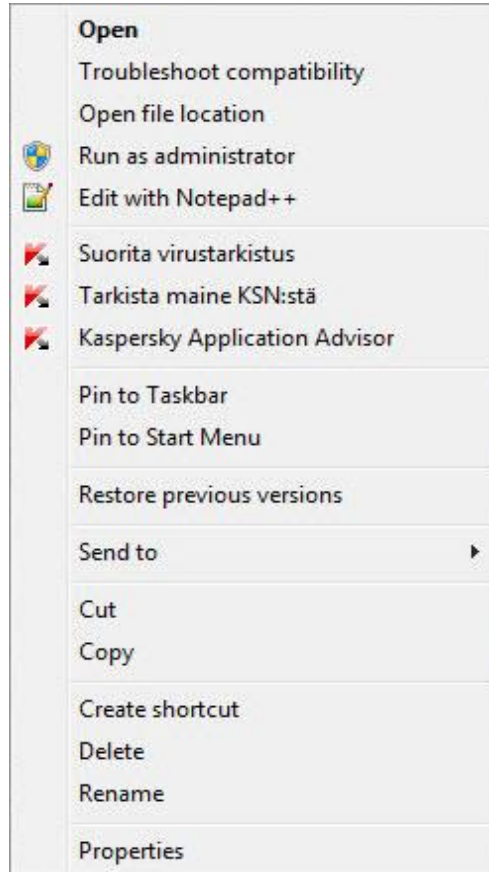 Open
Troubleshoot compatibility
Open file location
Run as administrator
Edit with Notepad++
Suorita virustarkistus
Tarkista maine KSN:stä
Kaspersky Application Advisor
Pin to Taskbar
Pin to Start Menu
Restore previous versions
Send to
Cut
Copy
Create shortcut
Delete
Rename
Properties